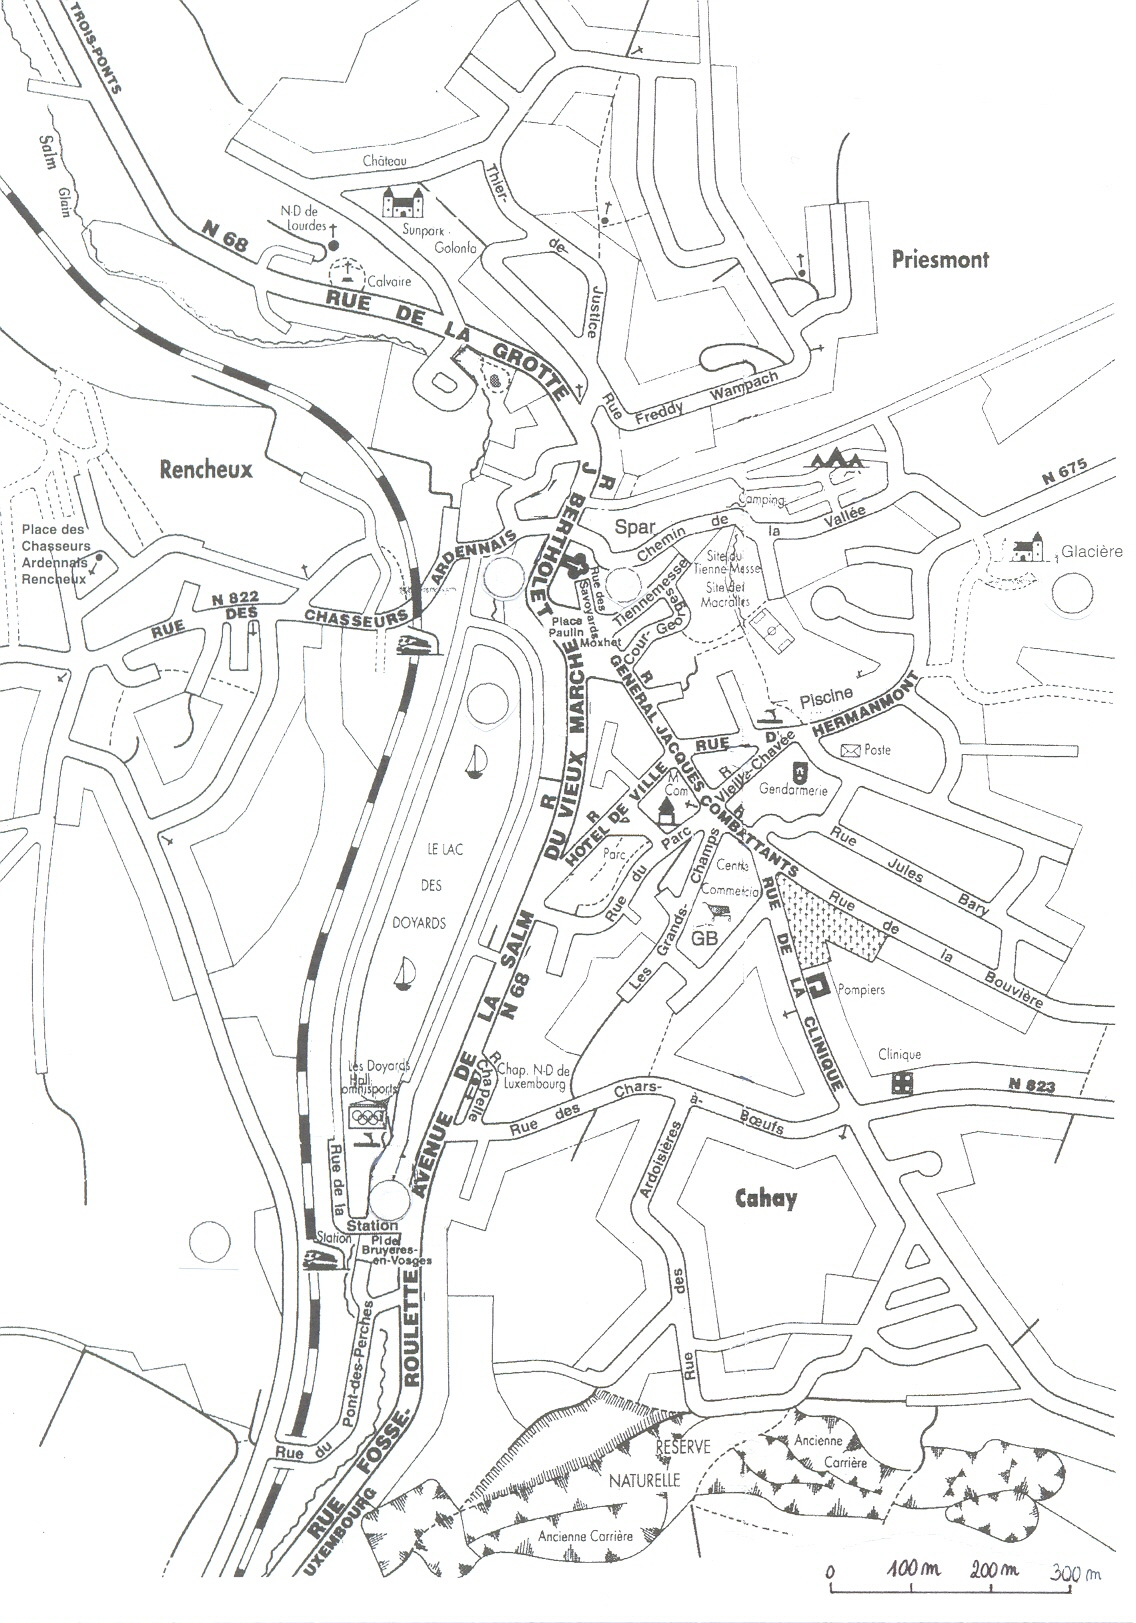 TROIS-PONTS
Salm
Glain
N 68
Château
N-D de
Lourdes
Sunpark
Golonfa
Calvaire
RUE DE LA GROTTE
Thier-
de-
Justice
Rue
Freddy Wampach
Priesmont
Rencheux
Place des
Chasseurs
Ardennais
Rencheux
N 822
RUE DES CHASSEURS
ARDENNAIS
R
J BERTHOLET
Spar
Camping
Chemin de la Vallée
N 675
Glacière
Site du
Tienne-Messe
Site des
Macralles
Rue des
Savoyards
Tiennemesse
Cour-Geo
Place
Paulin
Moxhet
R
GENERAL JACQUES
Piscine
RUE D'HERMANMONT
Poste
R
Vieille-Chavée
Gendarmerie
R
DU VIEUX MARCHE
R
HOTEL DE VILLE
M
Com
R
COMBATTANTS
Parc
Rue du Parc
Les Grands-Champs
Centre
Commercial
GB
Rue Jules Bary
Rue de la Bouvière
RUE DE LA CLINIQUE
Pompiers
Clinique
N 823
LE LAC
DES
DOYARDS
AVENUE DE LA SALM
N 68
R
Chapelle
Chap. N-D de
Luxembourg
Les Doyards
Hall
omnisports
Rue des Chars-à-Bœufs
Rue des Ardoisières
Cahay
Rue de la
Station
Station
Pl de
Bruyères-
en-Vosges
Rue du Pont-des-Perches
RUE FOSSE-ROULETTE
UXEMBOURG
RESERVE
NATURELLE
Ancienne
Carrière
Ancienne Carrière
0 100 m 200 m 300 m